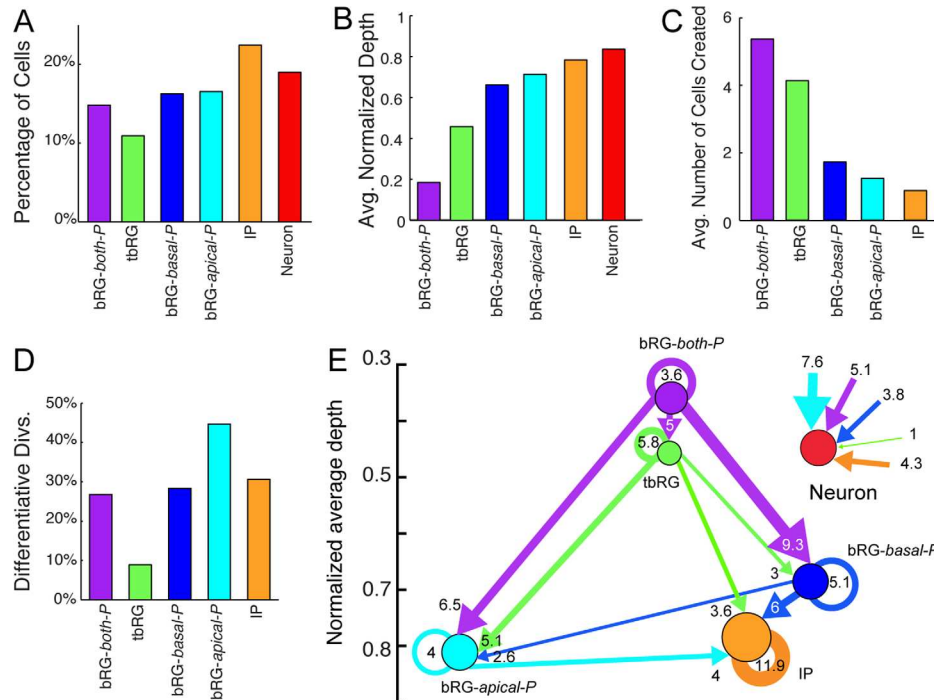 A
Percentage of Cells
20%
10%
0%
bRG-both-P
tbRG
bRG-basal-P
bRG-apical-P
IP
Neuron
B
Avg. Normalized Depth
1
0.8
0.6
0.4
0.2
0
bRG-both-P
tbRG
bRG-basal-P
bRG-apical-P
IP
Neuron
C
Avg. Number of Cells Created
6
4
2
0
bRG-both-P
tbRG
bRG-basal-P
bRG-apical-P
IP
D
Differentiative Divs.
50%
40%
30%
20%
10%
0%
bRG-both-P
tbRG
bRG-basal-P
bRG-apical-P
IP
E
Normalized average depth
0.3
0.5
0.7
0.8
bRG-both-P
3.6
5
5.8
tbRG
7.6
5.1
3.8
1
4.3
Neuron
9.3
bRG-basal-P
3
5.1
6
6.5
3.6
5.1
4
2.6
11.9
IP
4
bRG-apical-P